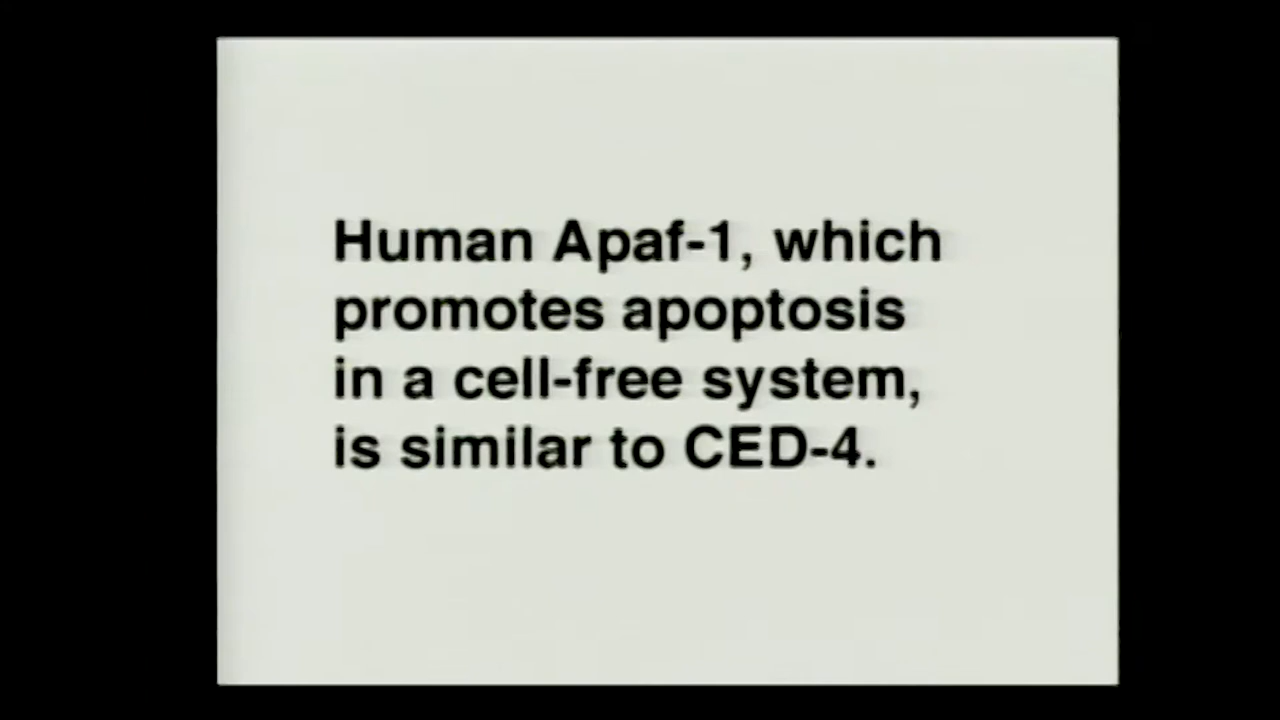 Human Apaf-1, which
promotes apoptosis
in a cell-free system,
is similar to CED-4.